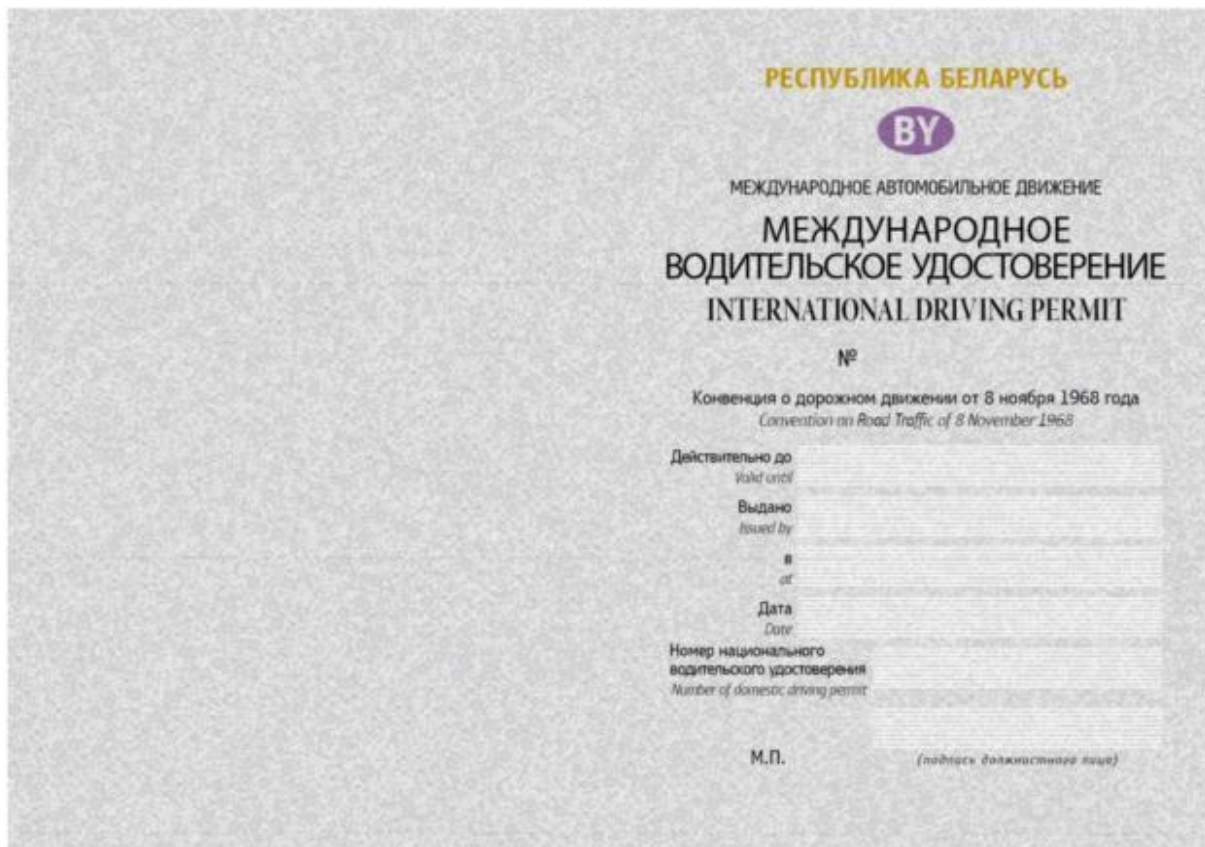 РЕСПУБЛИКА БЕЛАРУСЬ
BY
МЕЖДУНАРОДНОЕ АВТОМОБИЛЬНОЕ ДВИЖЕНИЕ
МЕЖДУНАРОДНОЕ
ВОДИТЕЛЬСКОЕ УДОСТОВЕРЕНИЕ
INTERNATIONAL DRIVING PERMIT
№
Конвенция о дорожном движении от 8 ноября 1968 года
Convention on Road Traffic of 8 November 1968
Действительно до
Valid until
Выдано
Issued by
в
at
Дата
Date
Номер национального
водительского удостоверения
Number of domestic driving permit
М.П.
(подпись должностного лица)